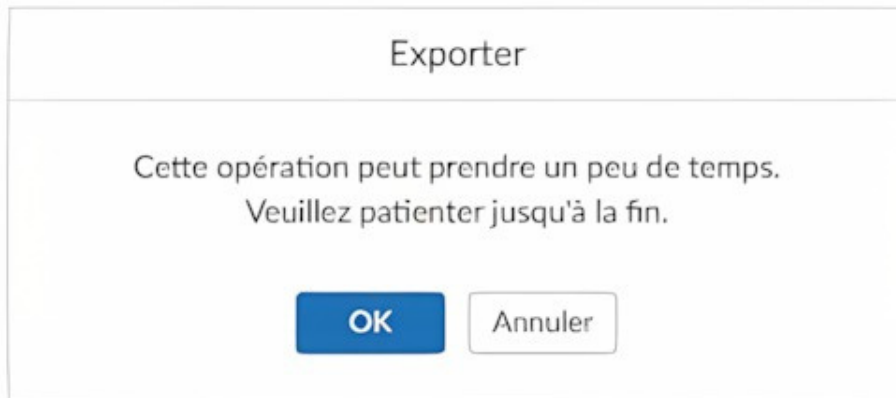 Exporter
Cette opération peut prendre un peu de temps.
Veuillez patienter jusqu'à la fin.
OK
Annuler